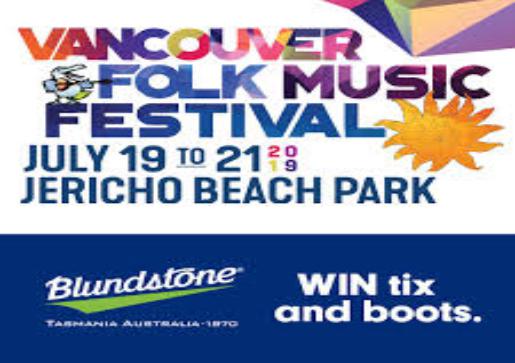 VANCOUVER
FOLK MUSIC
FESTIVAL
JULY 19 TO 21 2019
JERICHO BEACH PARK
Blundstone®
TASMANIA AUSTRALIA-1870
WIN tix
and boots.